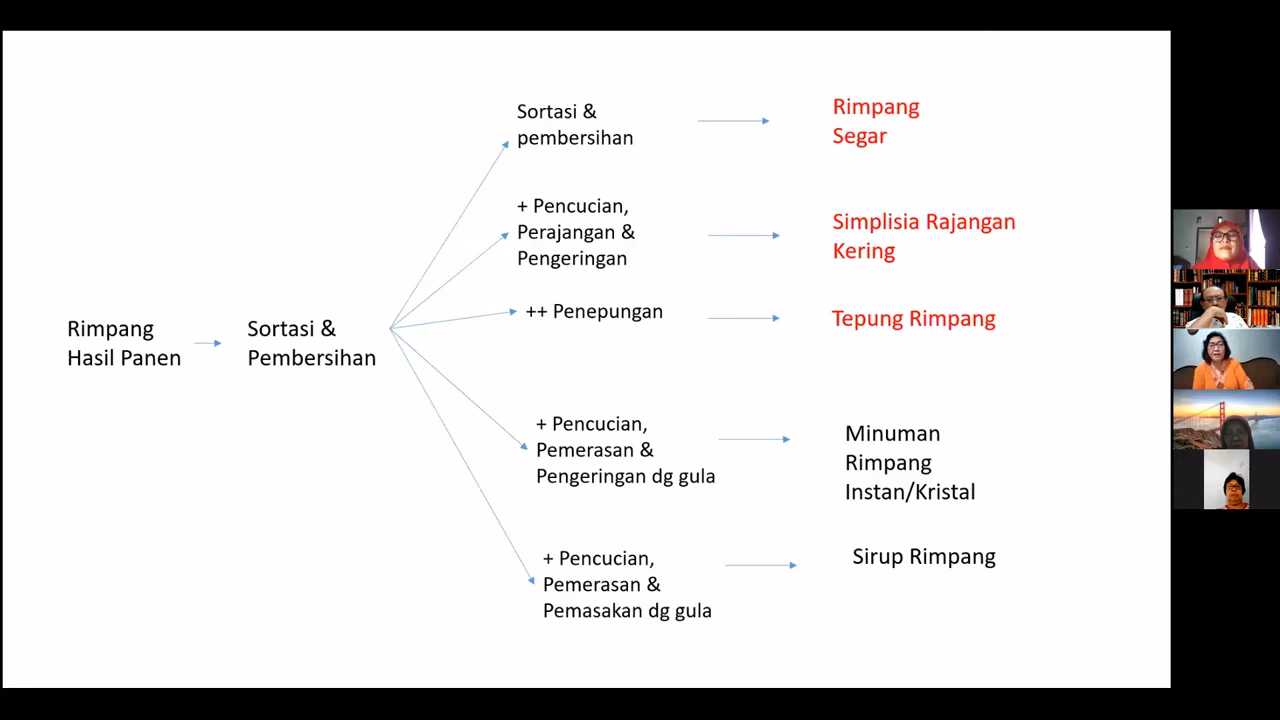 Rimpang
Hasil Panen
Sortasi &
Pembersihan
Sortasi &
pembersihan
Rimpang
Segar
+ Pencucian,
Perajangan &
Pengeringan
Simplisia Rajangan
Kering
++ Penepungan
Tepung Rimpang
+ Pencucian,
Pemerasan &
Pengeringan dg gula
Minuman
Rimpang
Instan/Kristal
+ Pencucian,
Pemerasan &
Pemasakan dg gula
Sirup Rimpang